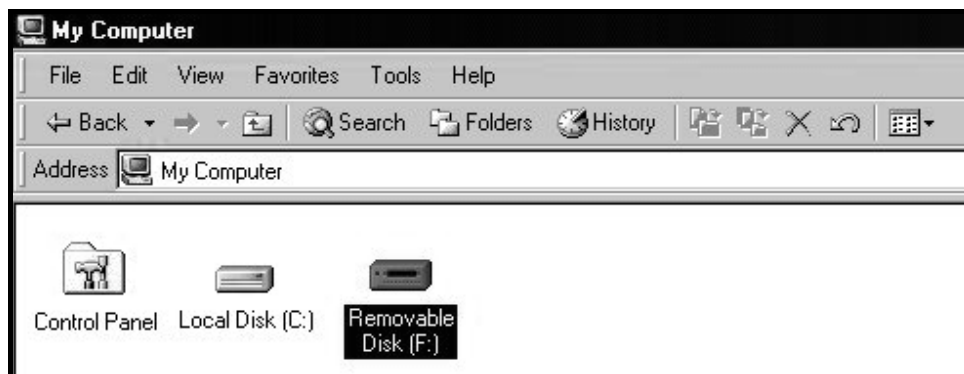 My Computer
File Edit View Favorites Tools Help
Back Search Folders History
Address My Computer
Control Panel Local Disk (C:) Removable
Disk (F:)